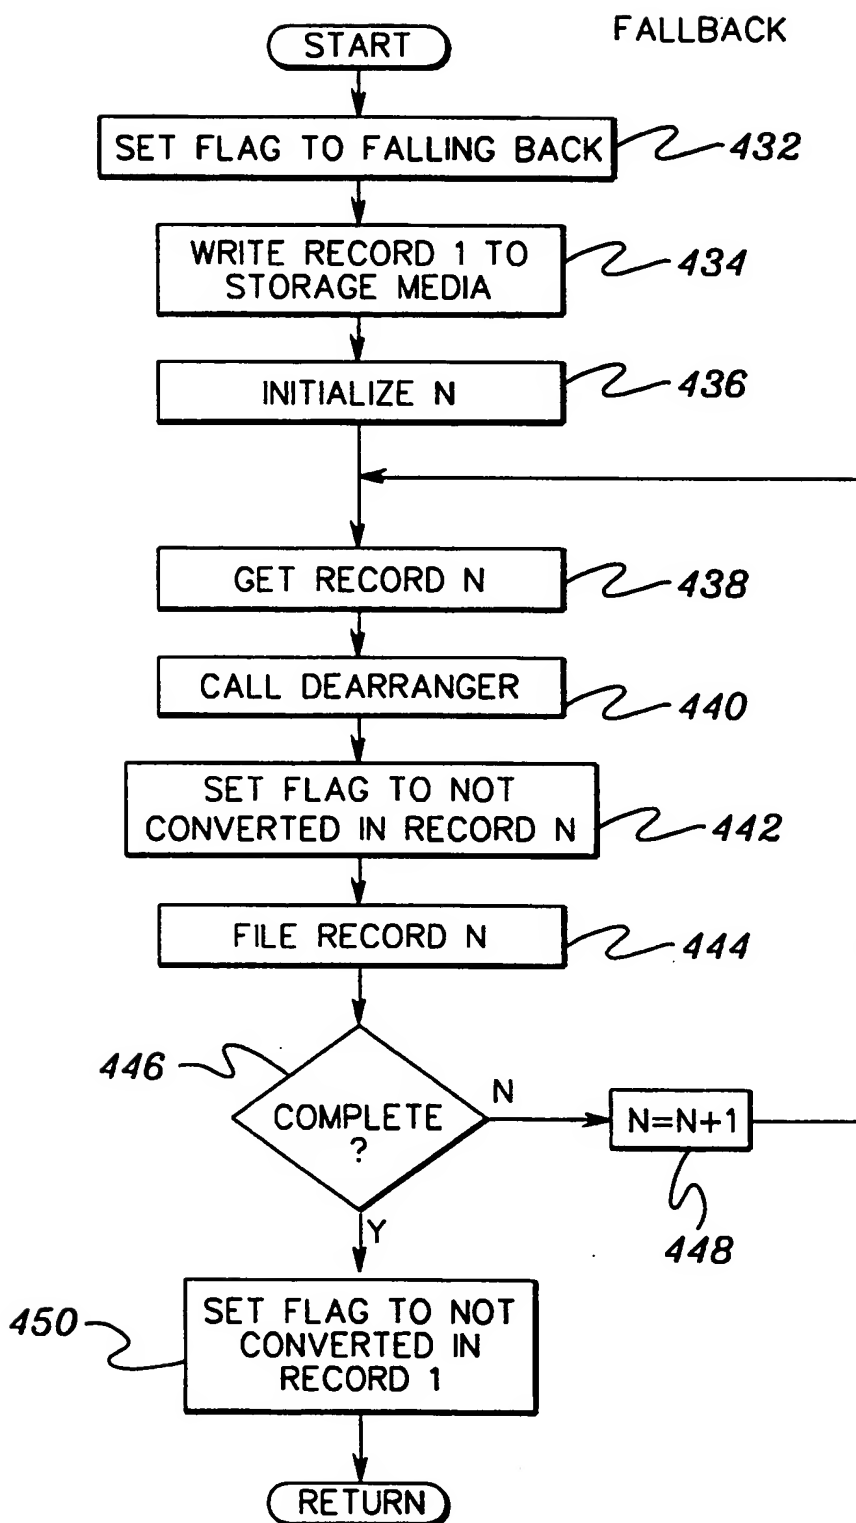 FALLBACK
START
SET FLAG TO FALLING BACK
432
WRITE RECORD 1 TO
STORAGE MEDIA
434
INITIALIZE N
436
GET RECORD N
438
CALL DEARRANGER
440
SET FLAG TO NOT
CONVERTED IN RECORD N
442
FILE RECORD N
444
446
COMPLETE
?
N
N=N+1
448
Y
450
SET FLAG TO NOT
CONVERTED IN
RECORD 1
RETURN